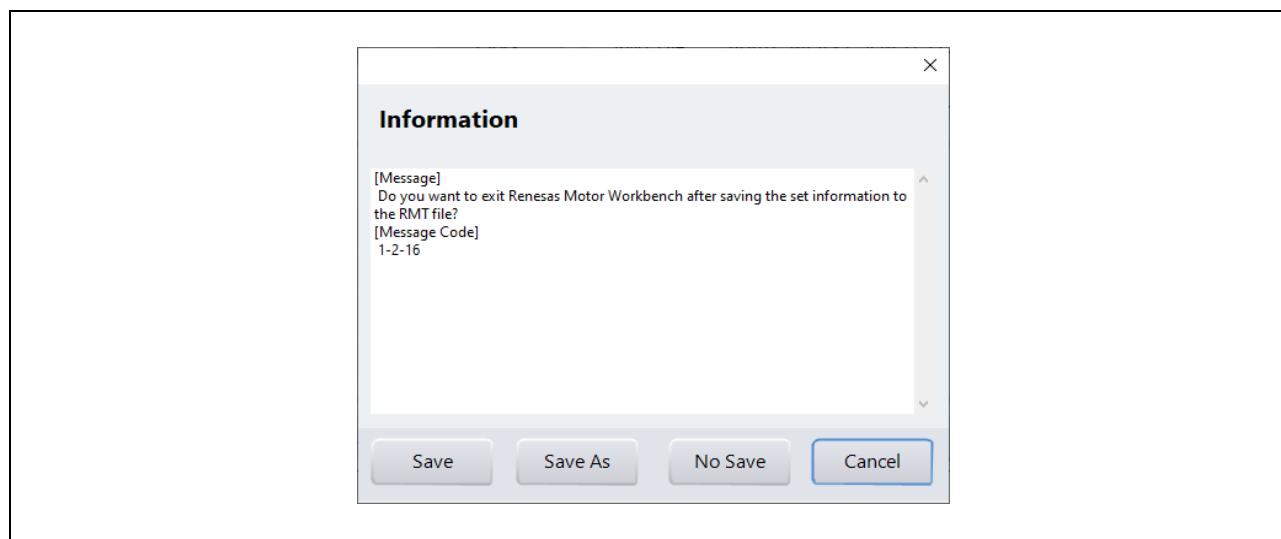 Information
[Message]
Do you want to exit Renesas Motor Workbench after saving the set information to
the RMT file?
[Message Code]
1-2-16
Save Save As No Save Cancel